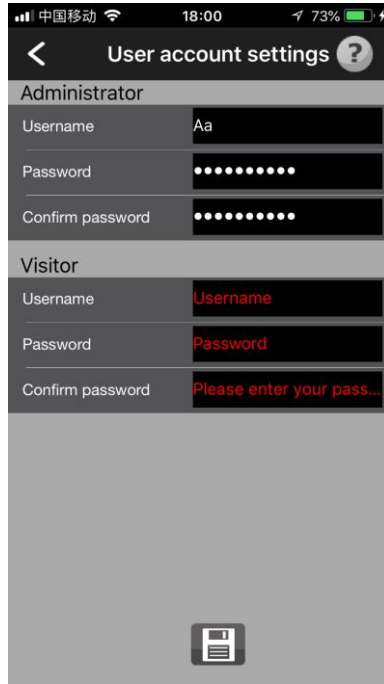 中国移动 18:00 73%
User account settings ?
Administrator
Username Aa
Password ●●●●●●●●●●
Confirm password ●●●●●●●●●●
Visitor
Username Username
Password Password
Confirm password Please enter your pass...